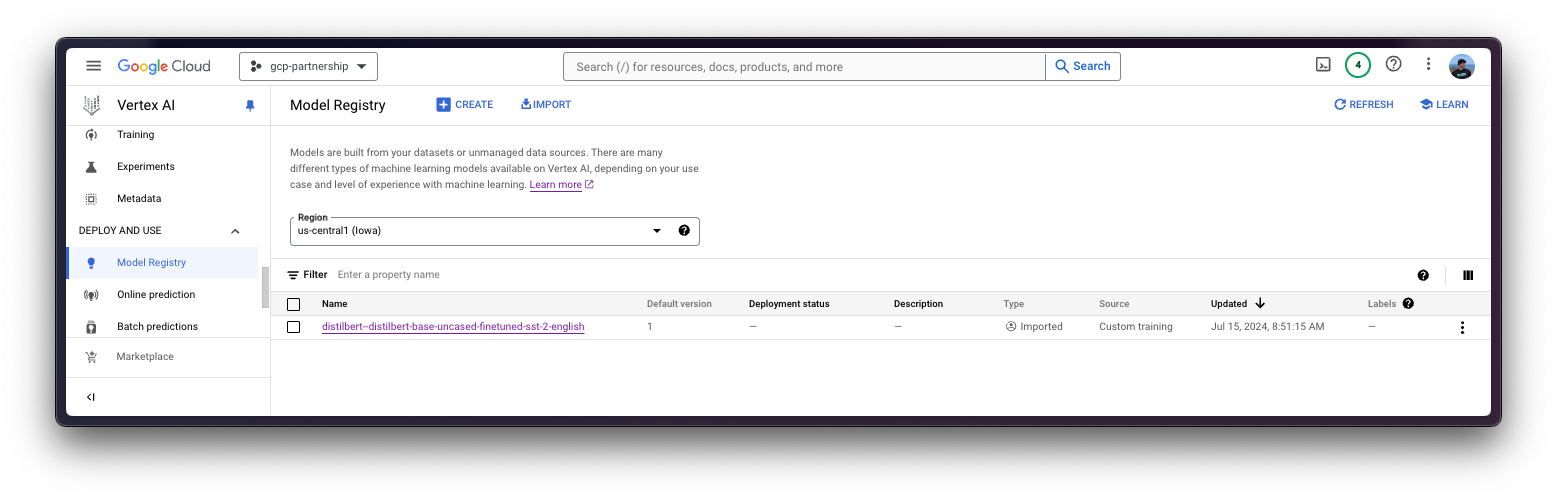 Google Cloud
gcp-partnership
Search (/) for resources, docs, products, and more
Search
4
Vertex AI
Model Registry
CREATE
IMPORT
REFRESH
LEARN
Training
Experiments
Metadata
DEPLOY AND USE
Model Registry
Online prediction
Batch predictions
Marketplace
Models are built from your datasets or unmanaged data sources. There are many
different types of machine learning models available on Vertex AI, depending on your use
case and level of experience with machine learning. Learn more
Region
us-central1 (Iowa)
Filter Enter a property name
Name Default version Deployment status Description Type Source Updated Labels
distilbert--distilbert-base-uncased-finetuned-sst-2-english 1 — — Imported Custom training Jul 15, 2024, 8:51:15 AM —